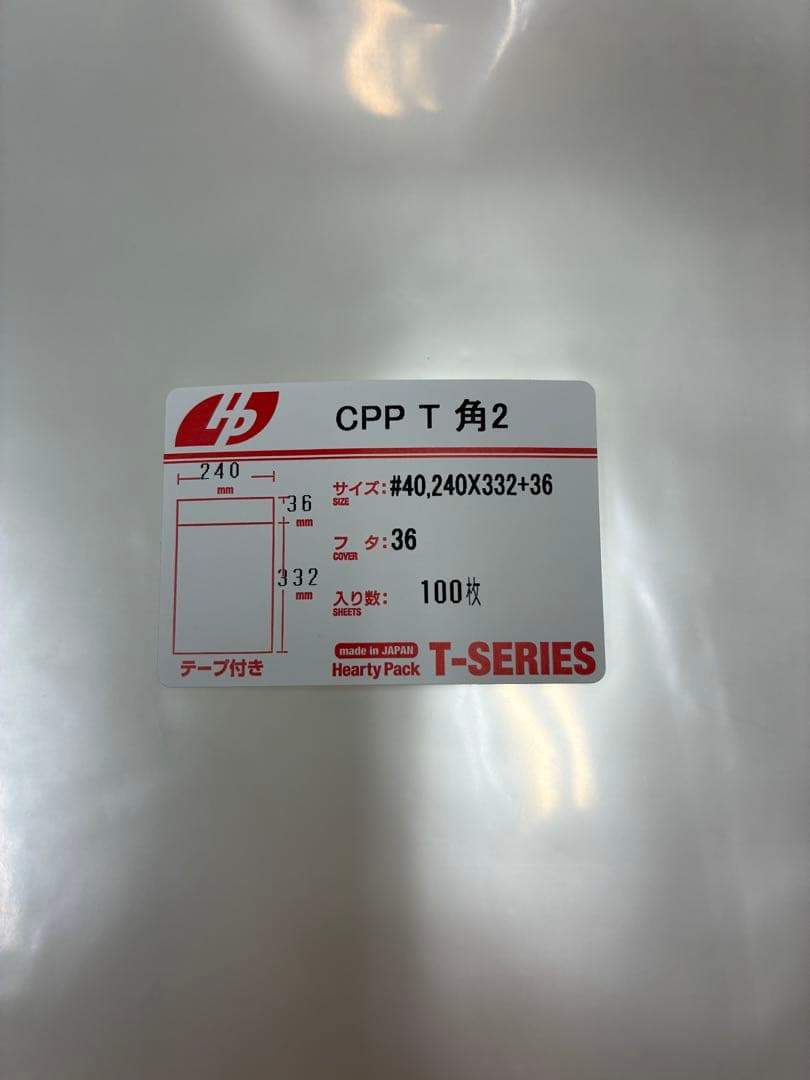 HP
CPP T 角2
240
mm
36
mm
332
mm
テープ付き
サイズ:#40,240X332+36
SIZE
フタ:36
COVER
入り数: 100枚
SHEETS
made in JAPAN
Hearty Pack T-SERIES